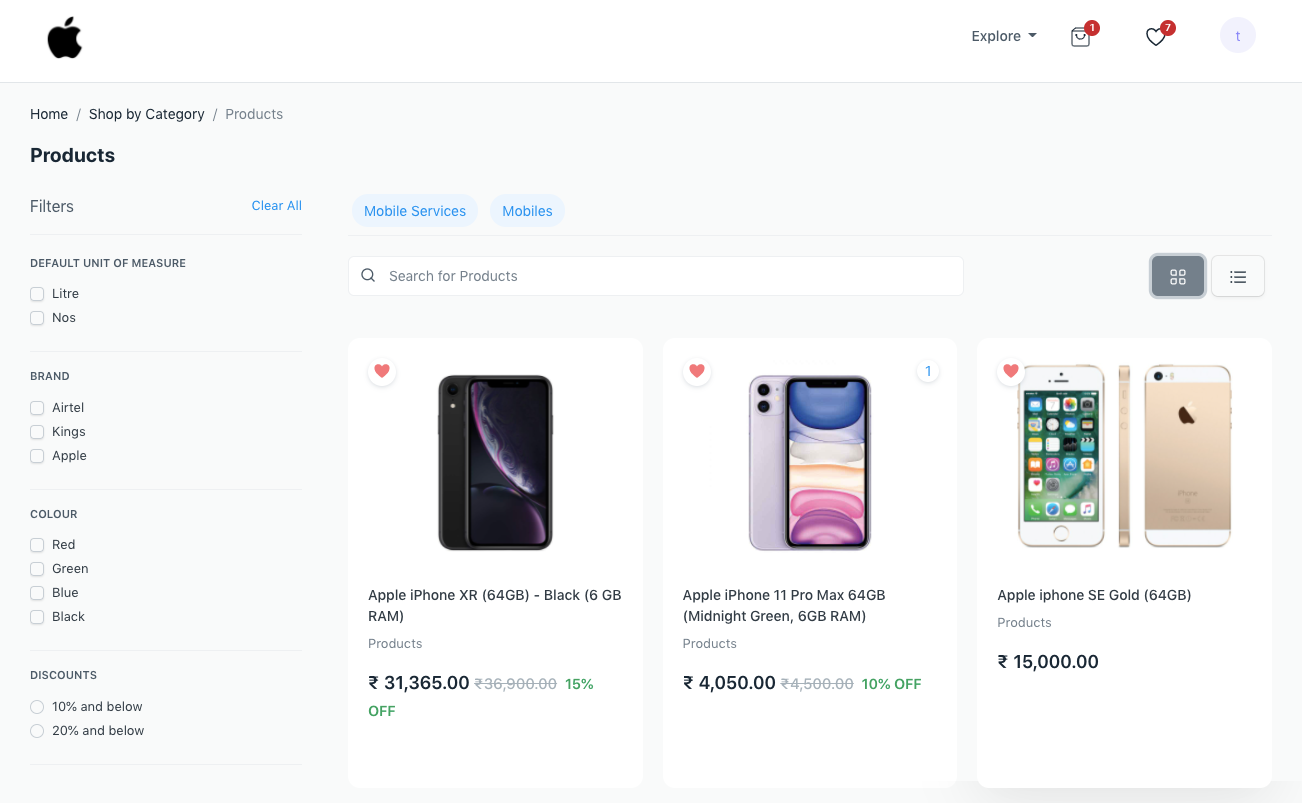 Explore
1
7
t
Home / Shop by Category / Products
Products
Filters
Clear All
Mobile Services
Mobiles
DEFAULT UNIT OF MEASURE
Litre
Nos
BRAND
Airtel
Kings
Apple
COLOUR
Red
Green
Blue
Black
DISCOUNTS
10% and below
20% and below
Search for Products
Apple iPhone XR (64GB) - Black (6 GB
RAM)
Products
₹ 31,365.00 ₹36,900.00 15%
OFF
1
Apple iPhone 11 Pro Max 64GB
(Midnight Green, 6GB RAM)
Products
₹ 4,050.00 ₹4,500.00 10% OFF
Apple iphone SE Gold (64GB)
Products
₹ 15,000.00